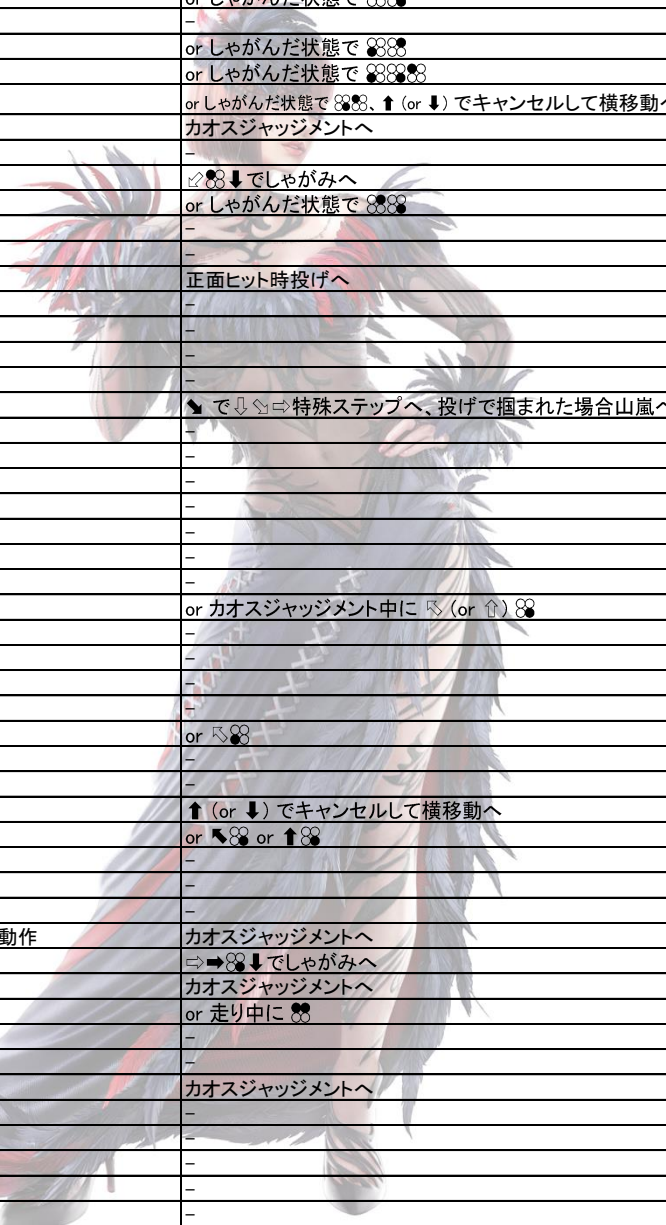 or しゃがんだ状態で
–
or しゃがんだ状態で
or しゃがんだ状態で
or しゃがんだ状態で 、⬆ (or ⬇) でキャンセルして横移動へ
カオスジャッジメントへ
–
⬇でしゃがみへ
or しゃがんだ状態で
–
–
正面ヒット時投げへ
–
–
–
–
⬊ で⇩⬂⇨特殊ステップへ、投げで掴まれた場合山嵐へ
–
–
–
–
–
–
–
or カオスジャッジメント中に ⬁ (or ⇧)
–
–
–
–
or ⬁
–
–
⬆ (or ⬇) でキャンセルして横移動へ
or ⬉ or ⬆
–
–
–
動作 カオスジャッジメントへ
⇨➡⬇でしゃがみへ
カオスジャッジメントへ
or 走り中に
–
–
カオスジャッジメントへ
–
–
–
–
–